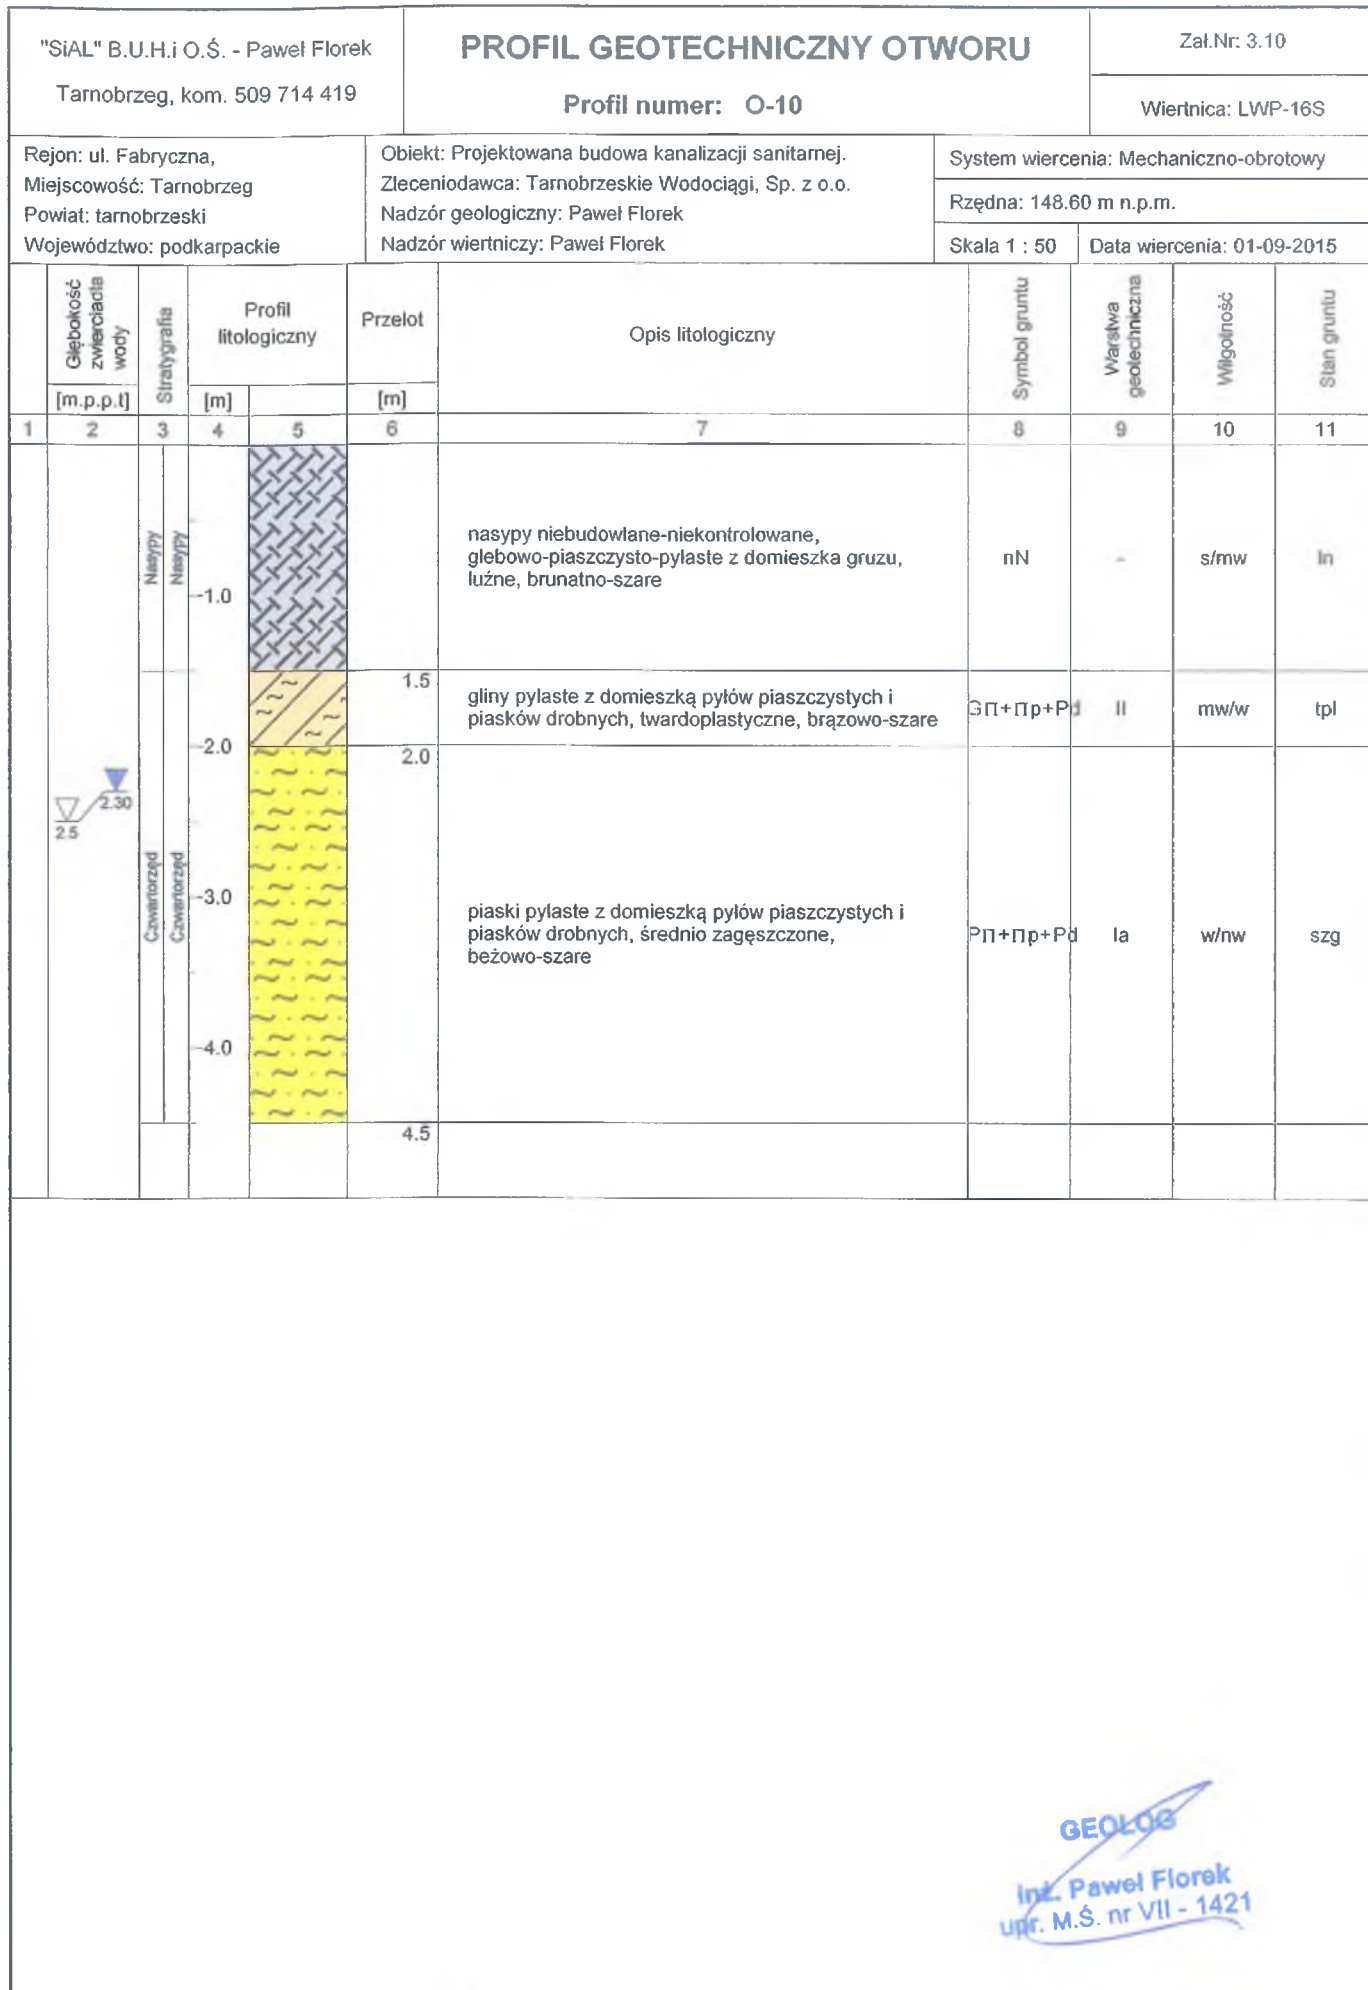 "SiAL" B.U.H.i O.Ś. - Paweł Florek
Tarnobrzeg, kom. 509 714 419
PROFIL GEOTECHNICZNY OTWORU
Profil numer: O-10
Zał.Nr: 3.10
Wiertnica: LWP-16S
Rejon: ul. Fabryczna,
Miejscowość: Tarnobrzeg
Powiat: tarnobrzeski
Województwo: podkarpackie
Obiekt: Projektowana budowa kanalizacji sanitarnej.
Zleceniodawca: Tarnobrzeskie Wodociągi, Sp. z o.o.
Nadzór geologiczny: Paweł Florek
Nadzór wiertniczy: Paweł Florek
System wiercenia: Mechaniczno-obrotowy
Rzędna: 148.60 m n.p.m.
Skala 1 : 50
Data wiercenia: 01-09-2015
Głębokość
zwierciadła
wody
[m.p.p.t]
Stratygrafia
Profil
litologiczny
[m]
Przelot
[m]
Opis litologiczny
Symbol gruntu
Warstwa
geotechniczna
Wilgotność
Stan gruntu
1 2 3 4 5 6 7 8 9 10 11
Nasypy
Nasypy
-1.0
nasypy niebudowlane-niekontrolowane,
glebowo-piaszczysto-pylaste z domieszka gruzu,
luźne, brunatno-szare
nN
-
s/mw
ln
1.5
gliny pylaste z domieszką pyłów piaszczystych i
piasków drobnych, twardoplastyczne, brązowo-szare
GΠ+Πp+Pd
II
mw/w
tpl
-2.0
2.0
2.30
2.5
Czwartorzęd
Czwartorzęd
-3.0
piaski pylaste z domieszką pyłów piaszczystych i
piasków drobnych, średnio zagęszczone,
beżowo-szare
PΠ+Πp+Pd
Ia
w/nw
szg
-4.0
4.5
GEOLOG
inż. Paweł Florek
upr. M.Ś. nr VII - 1421